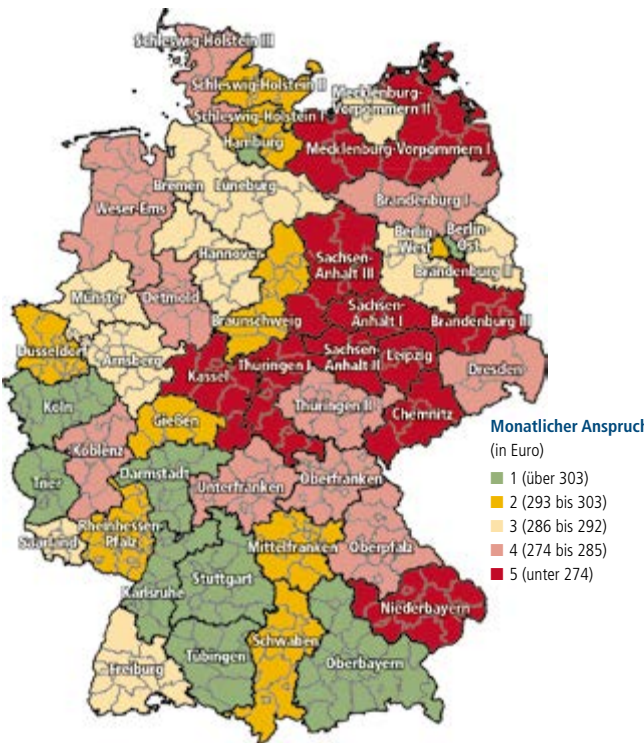 Schleswig-Holstein III
Schleswig-Holstein II
Mecklenburg-
Vorpommern II
Schleswig-Holstein I
Hamburg
Mecklenburg-Vorpommern I
Bremen
Lüneburg
Weser-Ems
Brandenburg I
Berlin
West
Berlin
Ost
Hannover
Sachsen-
Anhalt III
Brandenburg II
Münster
Detmold
Braunschweig
Sachsen-
Anhalt I
Brandenburg III
Düsseldorf
Arnsberg
Kassel
Thüringen I
Sachsen-
Anhalt II
Leipzig
Dresden
Köln
Gießen
Thüringen II
Chemnitz
Koblenz
Darmstadt
Trier
Unterfranken
Oberfranken
Saarland
Rheinhessen-
Pfalz
Mittelfranken
Oberpfalz
Karlsruhe
Stuttgart
Niederbayern
Freiburg
Tübingen
Schwaben
Oberbayern
Monatlicher Anspruch
(in Euro)
1 (über 303)
2 (293 bis 303)
3 (286 bis 292)
4 (274 bis 285)
5 (unter 274)